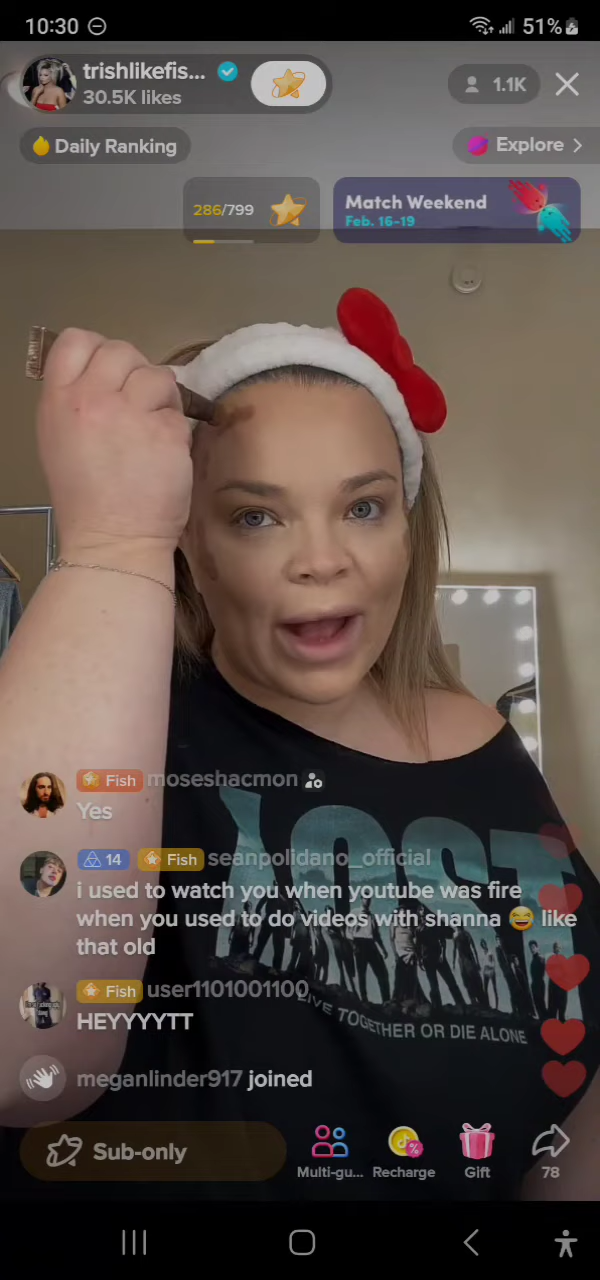 10:30
51%
trishlikefis...
30.5K likes
1.1K
Daily Ranking
Explore >
286/799
Match Weekend
Feb. 16-19
LOST
LIVE TOGETHER OR DIE ALONE
Fish moseshacmon
Yes
14 Fish seanpolidano_official
i used to watch you when youtube was fire
when you used to do videos with shanna 😆 like
that old
Fish user1101001100
HEYYYYTT
meganlinder917 joined
Sub-only
Multi-gu...
Recharge
Gift
78